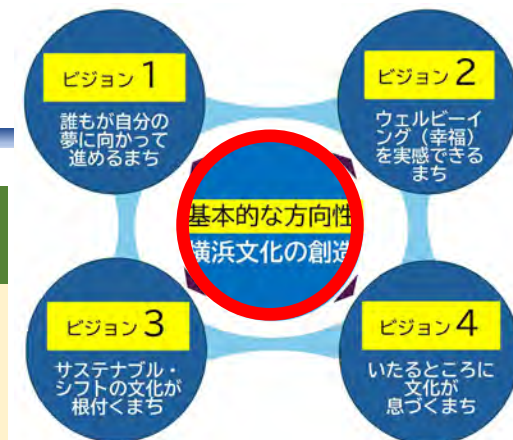 ビジョン 1
誰もが自分の
夢に向かって
進めるまち
ビジョン 2
ウェルビーイ
ング（幸福）
を実感できる
まち
基本的な方向性
横浜文化の創造
ビジョン 3
サステナブル・
シフトの文化が
根付くまち
ビジョン 4
いたるところに
文化が
息づくまち